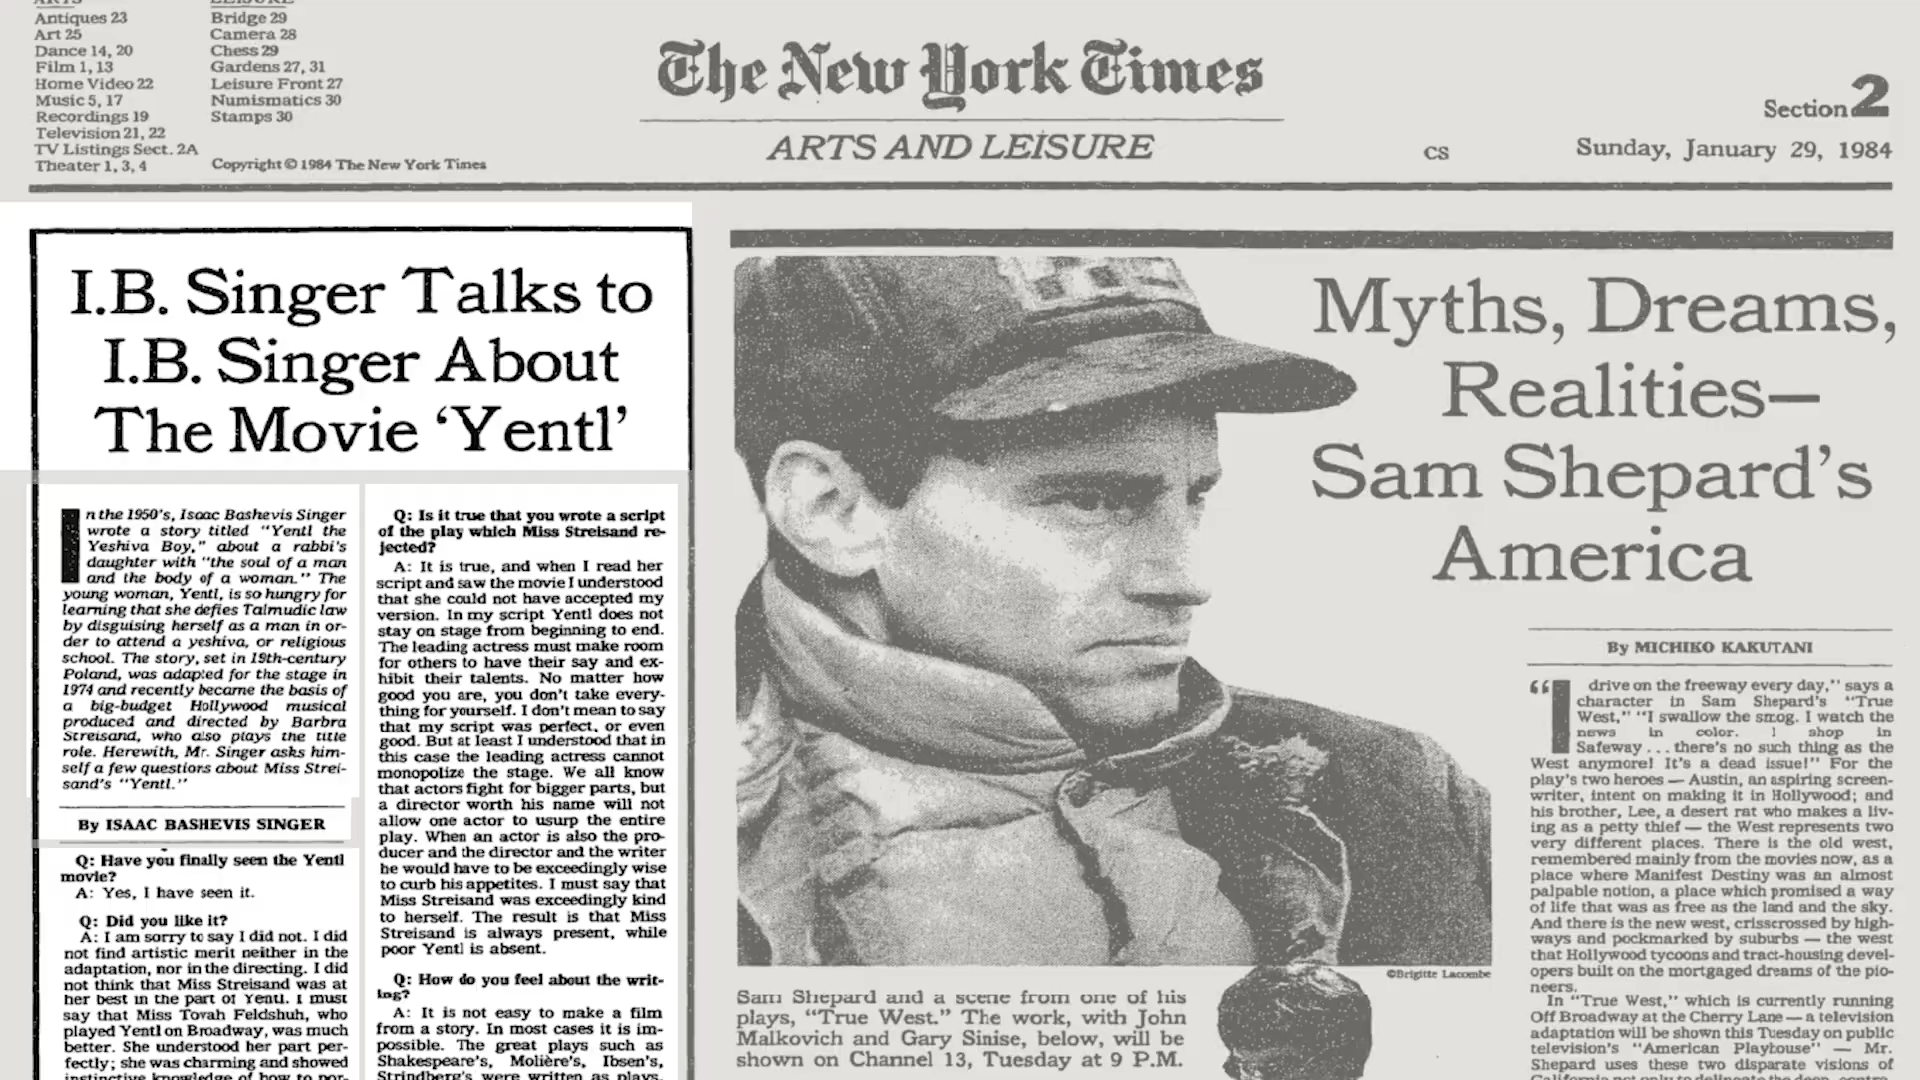 ARTS
Antiques 23
Art 25
Dance 14, 20
Film 1, 13
Home Video 22
Music 5, 17
Recordings 19
Television 21, 22
TV Listings Sect. 2A
Theater 1, 3, 4
LEISURE
Bridge 29
Camera 28
Chess 29
Gardens 27, 31
Leisure Front 27
Numismatics 30
Stamps 30
Copyright © 1984 The New York Times
The New York Times
ARTS AND LEISURE
CS
Section 2
Sunday, January 29, 1984
I.B. Singer Talks to
I.B. Singer About
The Movie ‘Yentl’
In the 1950’s, Isaac Bashevis Singer
wrote a story titled “Yentl the
Yeshiva Boy,” about a rabbi’s
daughter with “the soul of a man
and the body of a woman.” The
young woman, Yentl, is so hungry for
learning that she defies Talmudic law
by disguising herself as a man in or-
der to attend a yeshiva, or religious
school. The story, set in 19th-century
Poland, was adapted for the stage in
1974 and recently became the basis of
a big-budget Hollywood musical
produced and directed by Barbra
Streisand, who also plays the title
role. Herewith, Mr. Singer asks him-
self a few questions about Miss Strei-
sand’s “Yentl.”
By ISAAC BASHEVIS SINGER
Q: Have you finally seen the Yentl
movie?
A: Yes, I have seen it.
Q: Did you like it?
A: I am sorry to say I did not. I did
not find artistic merit neither in the
adaptation, nor in the directing. I did
not think that Miss Streisand was at
her best in the part of Yentl. I must
say that Miss Tovah Feldshuh, who
played Yentl on Broadway, was much
better. She understood her part per-
fectly; she was charming and showed
instinctive knowledge of how to por-
Q: Is it true that you wrote a script
of the play which Miss Streisand re-
jected?
A: It is true, and when I read her
script and saw the movie I understood
that she could not have accepted my
version. In my script Yentl does not
stay on stage from beginning to end.
The leading actress must make room
for others to have their say and ex-
hibit their talents. No matter how
good you are, you don’t take every-
thing for yourself. I don’t mean to say
that my script was perfect, or even
good. But at least I understood that in
this case the leading actress cannot
monopolize the stage. We all know
that actors fight for bigger parts, but
a director worth his name will not
allow one actor to usurp the entire
play. When an actor is also the pro-
ducer and the director and the writer
he would have to be exceedingly wise
to curb his appetites. I must say that
Miss Streisand was exceedingly kind
to herself. The result is that Miss
Streisand is always present, while
poor Yentl is absent.
Q: How do you feel about the writ-
ing?
A: It is not easy to make a film
from a story. In most cases it is im-
possible. The great plays such as
Shakespeare’s, Molière’s, Ibsen’s,
Strindberg’s were written as plays.
Myths, Dreams,
Realities—
Sam Shepard’s
America
By MICHIKO KAKUTANI
“I drive on the freeway every day,” says a
character in Sam Shepard’s “True
West,” “I swallow the smog. I watch the
news in color. I shop in
Safeway . . . there’s no such thing as the
West anymore! It’s a dead issue!” For the
play’s two heroes — Austin, an aspiring screen-
writer, intent on making it in Hollywood; and
his brother, Lee, a desert rat who makes a liv-
ing as a petty thief — the West represents two
very different places. There is the old west,
remembered mainly from the movies now, as a
place where Manifest Destiny was an almost
palpable notion, a place which promised a way
of life that was as free as the land and the sky.
And there is the new west, crisscrossed by high-
ways and pockmarked by suburbs — the west
that Hollywood tycoons and tract-housing devel-
opers built on the mortgaged dreams of the pio-
neers.
In “True West,” which is currently running
Off Broadway at the Cherry Lane — a television
adaptation will be shown this Tuesday on public
television’s “American Playhouse” — Mr.
Shepard uses these two disparate visions of
©Brigitte Lacombe
Sam Shepard and a scene from one of his
plays, “True West.” The work, with John
Malkovich and Gary Sinise, below, will be
shown on Channel 13, Tuesday at 9 P.M.